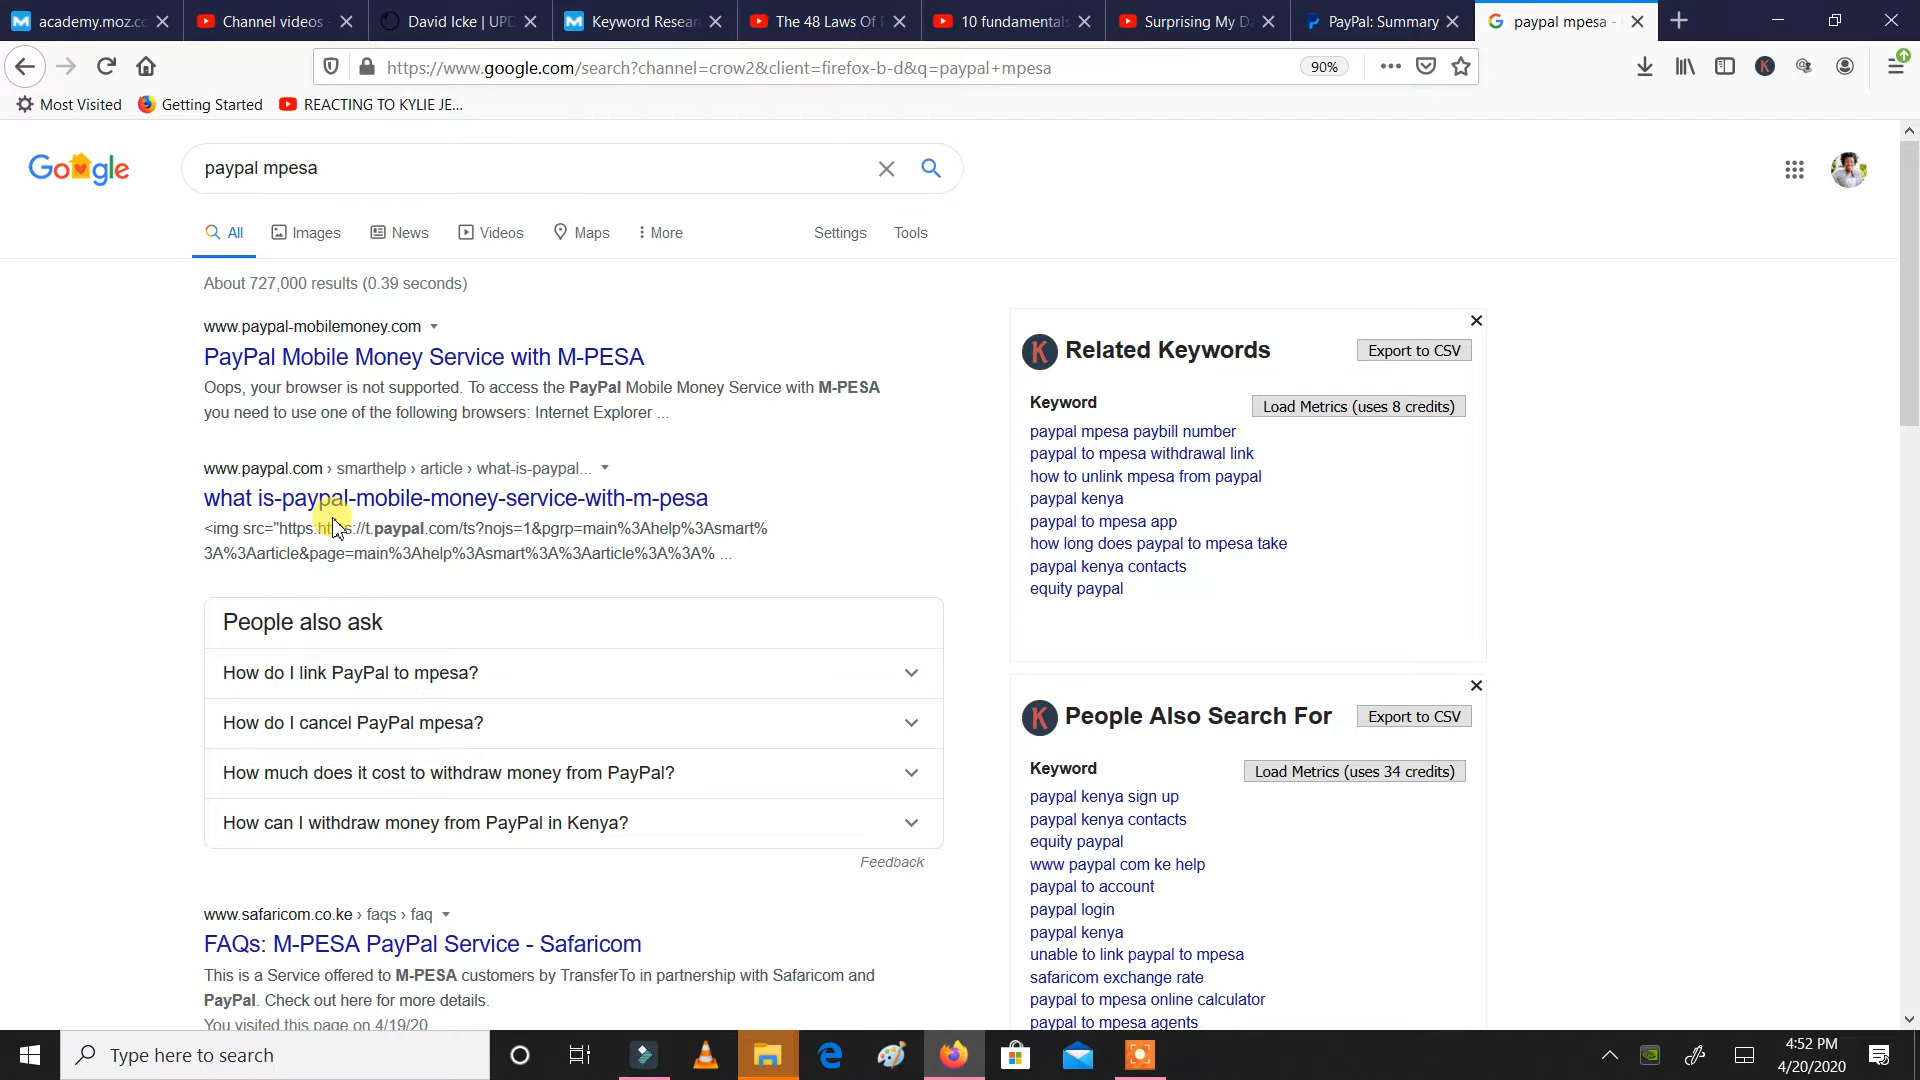 academy.moz.co
Channel videos -
David Icke | UPD
Keyword Resear
The 48 Laws Of P
10 fundamentals
Surprising My Da
PayPal: Summary
paypal mpesa -
https://www.google.com/search?channel=crow2&client=firefox-b-d&q=paypal+mpesa
90%
Most Visited
Getting Started
REACTING TO KYLIE JE...
Google
paypal mpesa
All
Images
News
Videos
Maps
More
Settings
Tools
About 727,000 results (0.39 seconds)
www.paypal-mobilemoney.com
PayPal Mobile Money Service with M-PESA
Oops, your browser is not supported. To access the PayPal Mobile Money Service with M-PESA
you need to use one of the following browsers: Internet Explorer ...
www.paypal.com › smarthelp › article › what-is-paypal...
what is-paypal-mobile-money-service-with-m-pesa
<img src="https:https://t.paypal.com/ts?nojs=1&pgrp=main%3Ahelp%3Asmart%
3A%3Aarticle&page=main%3Ahelp%3Asmart%3A%3Aarticle%3A%3A% ...
People also ask
How do I link PayPal to mpesa?
How do I cancel PayPal mpesa?
How much does it cost to withdraw money from PayPal?
How can I withdraw money from PayPal in Kenya?
Feedback
www.safaricom.co.ke › faqs › faq
FAQs: M-PESA PayPal Service - Safaricom
This is a Service offered to M-PESA customers by TransferTo in partnership with Safaricom and
PayPal. Check out here for more details.
You visited this page on 4/19/20
K Related Keywords
Export to CSV
Keyword
Load Metrics (uses 8 credits)
paypal mpesa paybill number
paypal to mpesa withdrawal link
how to unlink mpesa from paypal
paypal kenya
paypal to mpesa app
how long does paypal to mpesa take
paypal kenya contacts
equity paypal
K People Also Search For
Export to CSV
Keyword
Load Metrics (uses 34 credits)
paypal kenya sign up
paypal kenya contacts
equity paypal
www paypal com ke help
paypal to account
paypal login
paypal kenya
unable to link paypal to mpesa
safaricom exchange rate
paypal to mpesa online calculator
paypal to mpesa agents
Type here to search
4:52 PM
4/20/2020